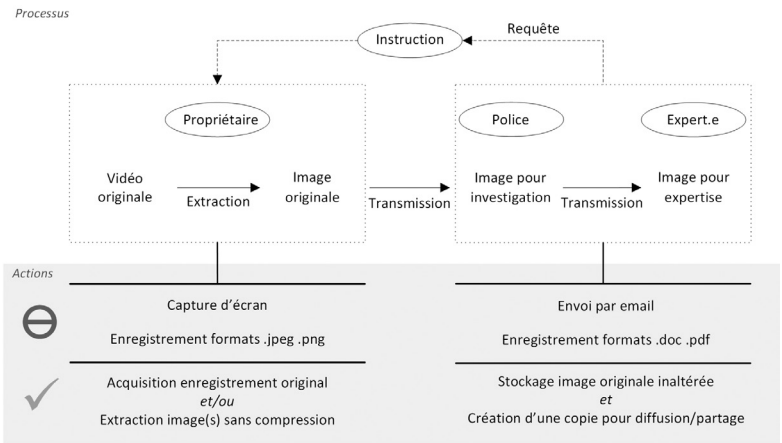 Processus
Instruction
Requête
Propriétaire
Police
Expert.e
Vidéo
originale
Extraction
Image
originale
Transmission
Image pour
investigation
Transmission
Image pour
expertise
Actions
Capture d’écran
Enregistrement formats .jpeg .png
Acquisition enregistrement original
et/ou
Extraction image(s) sans compression
Envoi par email
Enregistrement formats .doc .pdf
Stockage image originale inaltérée
et
Création d’une copie pour diffusion/partage